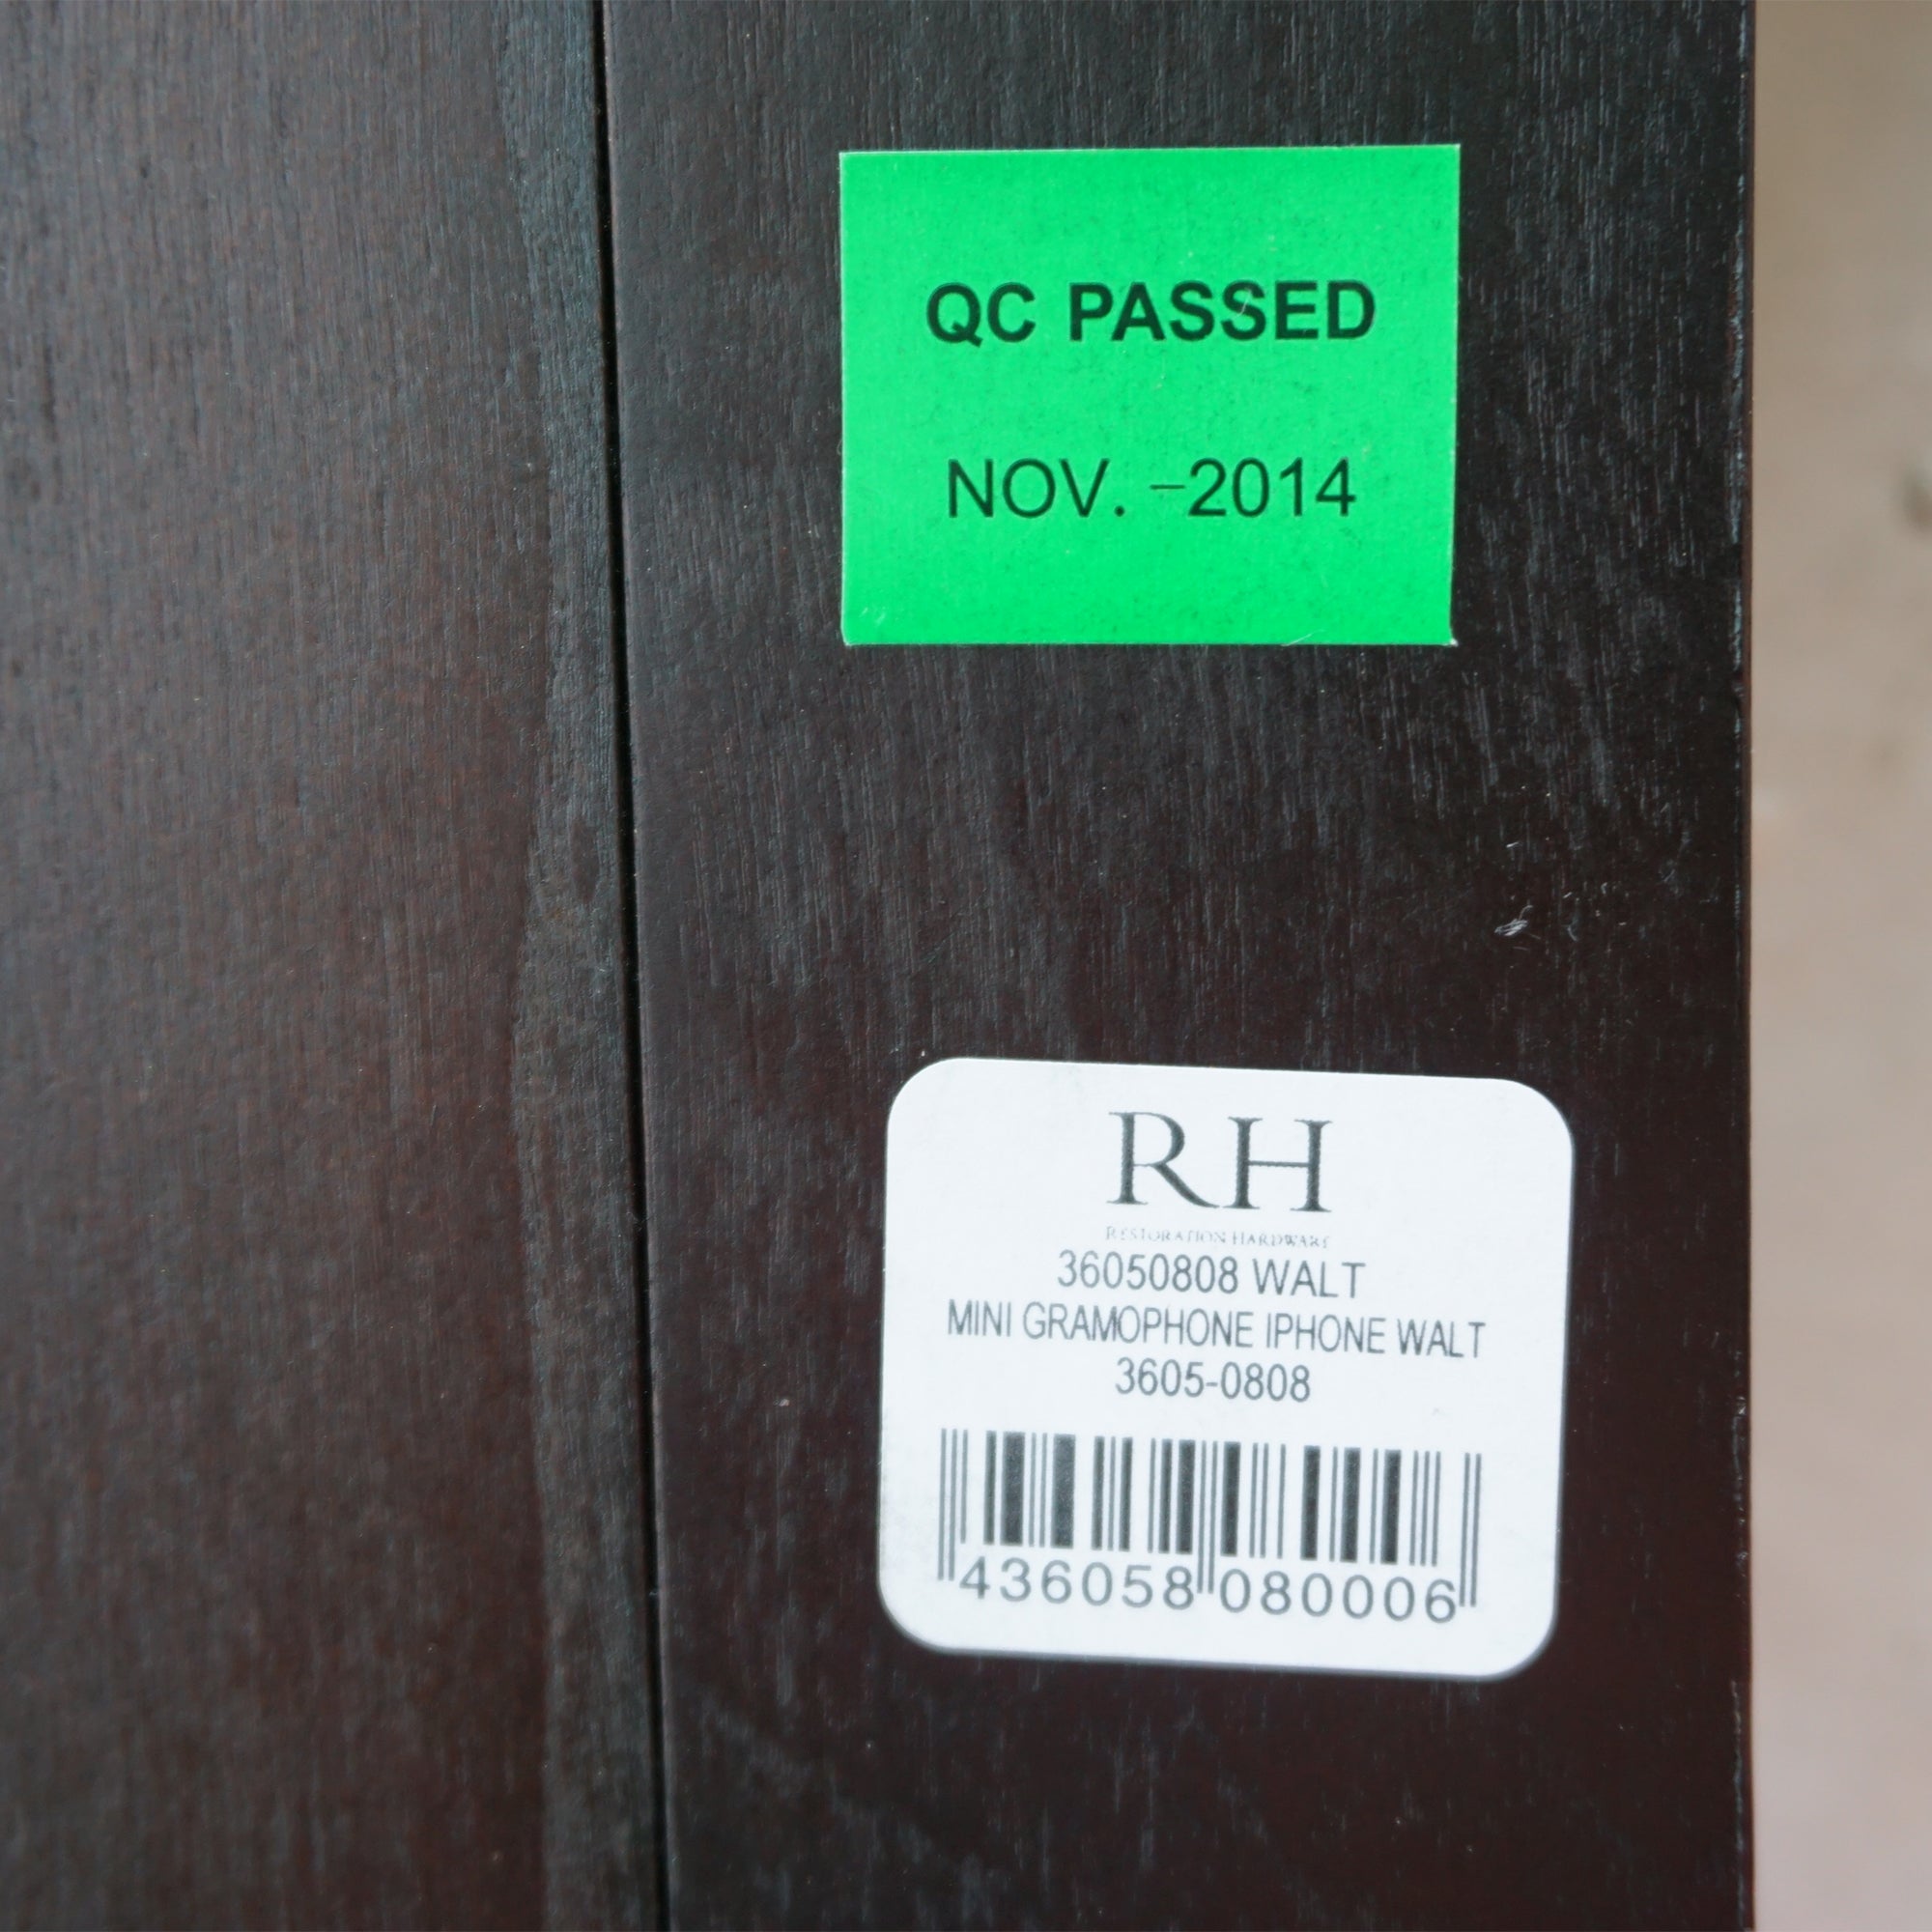 QC PASSED
NOV. -2014
RH
RESTORATION HARDWARE
36050808 WALT
MINI GRAMOPHONE IPHONE WALT
3605-0808
436058 080006